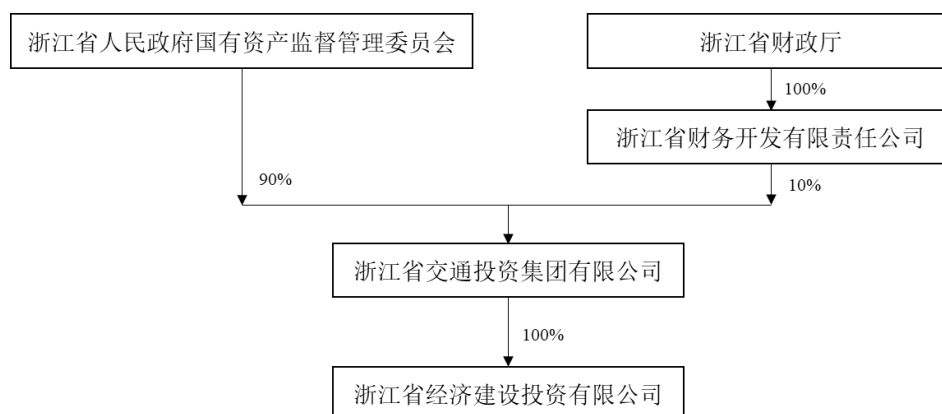 浙江省人民政府国有资产监督管理委员会
浙江省财政厅
100%
浙江省财务开发有限责任公司
90%
10%
浙江省交通投资集团有限公司
100%
浙江省经济建设投资有限公司